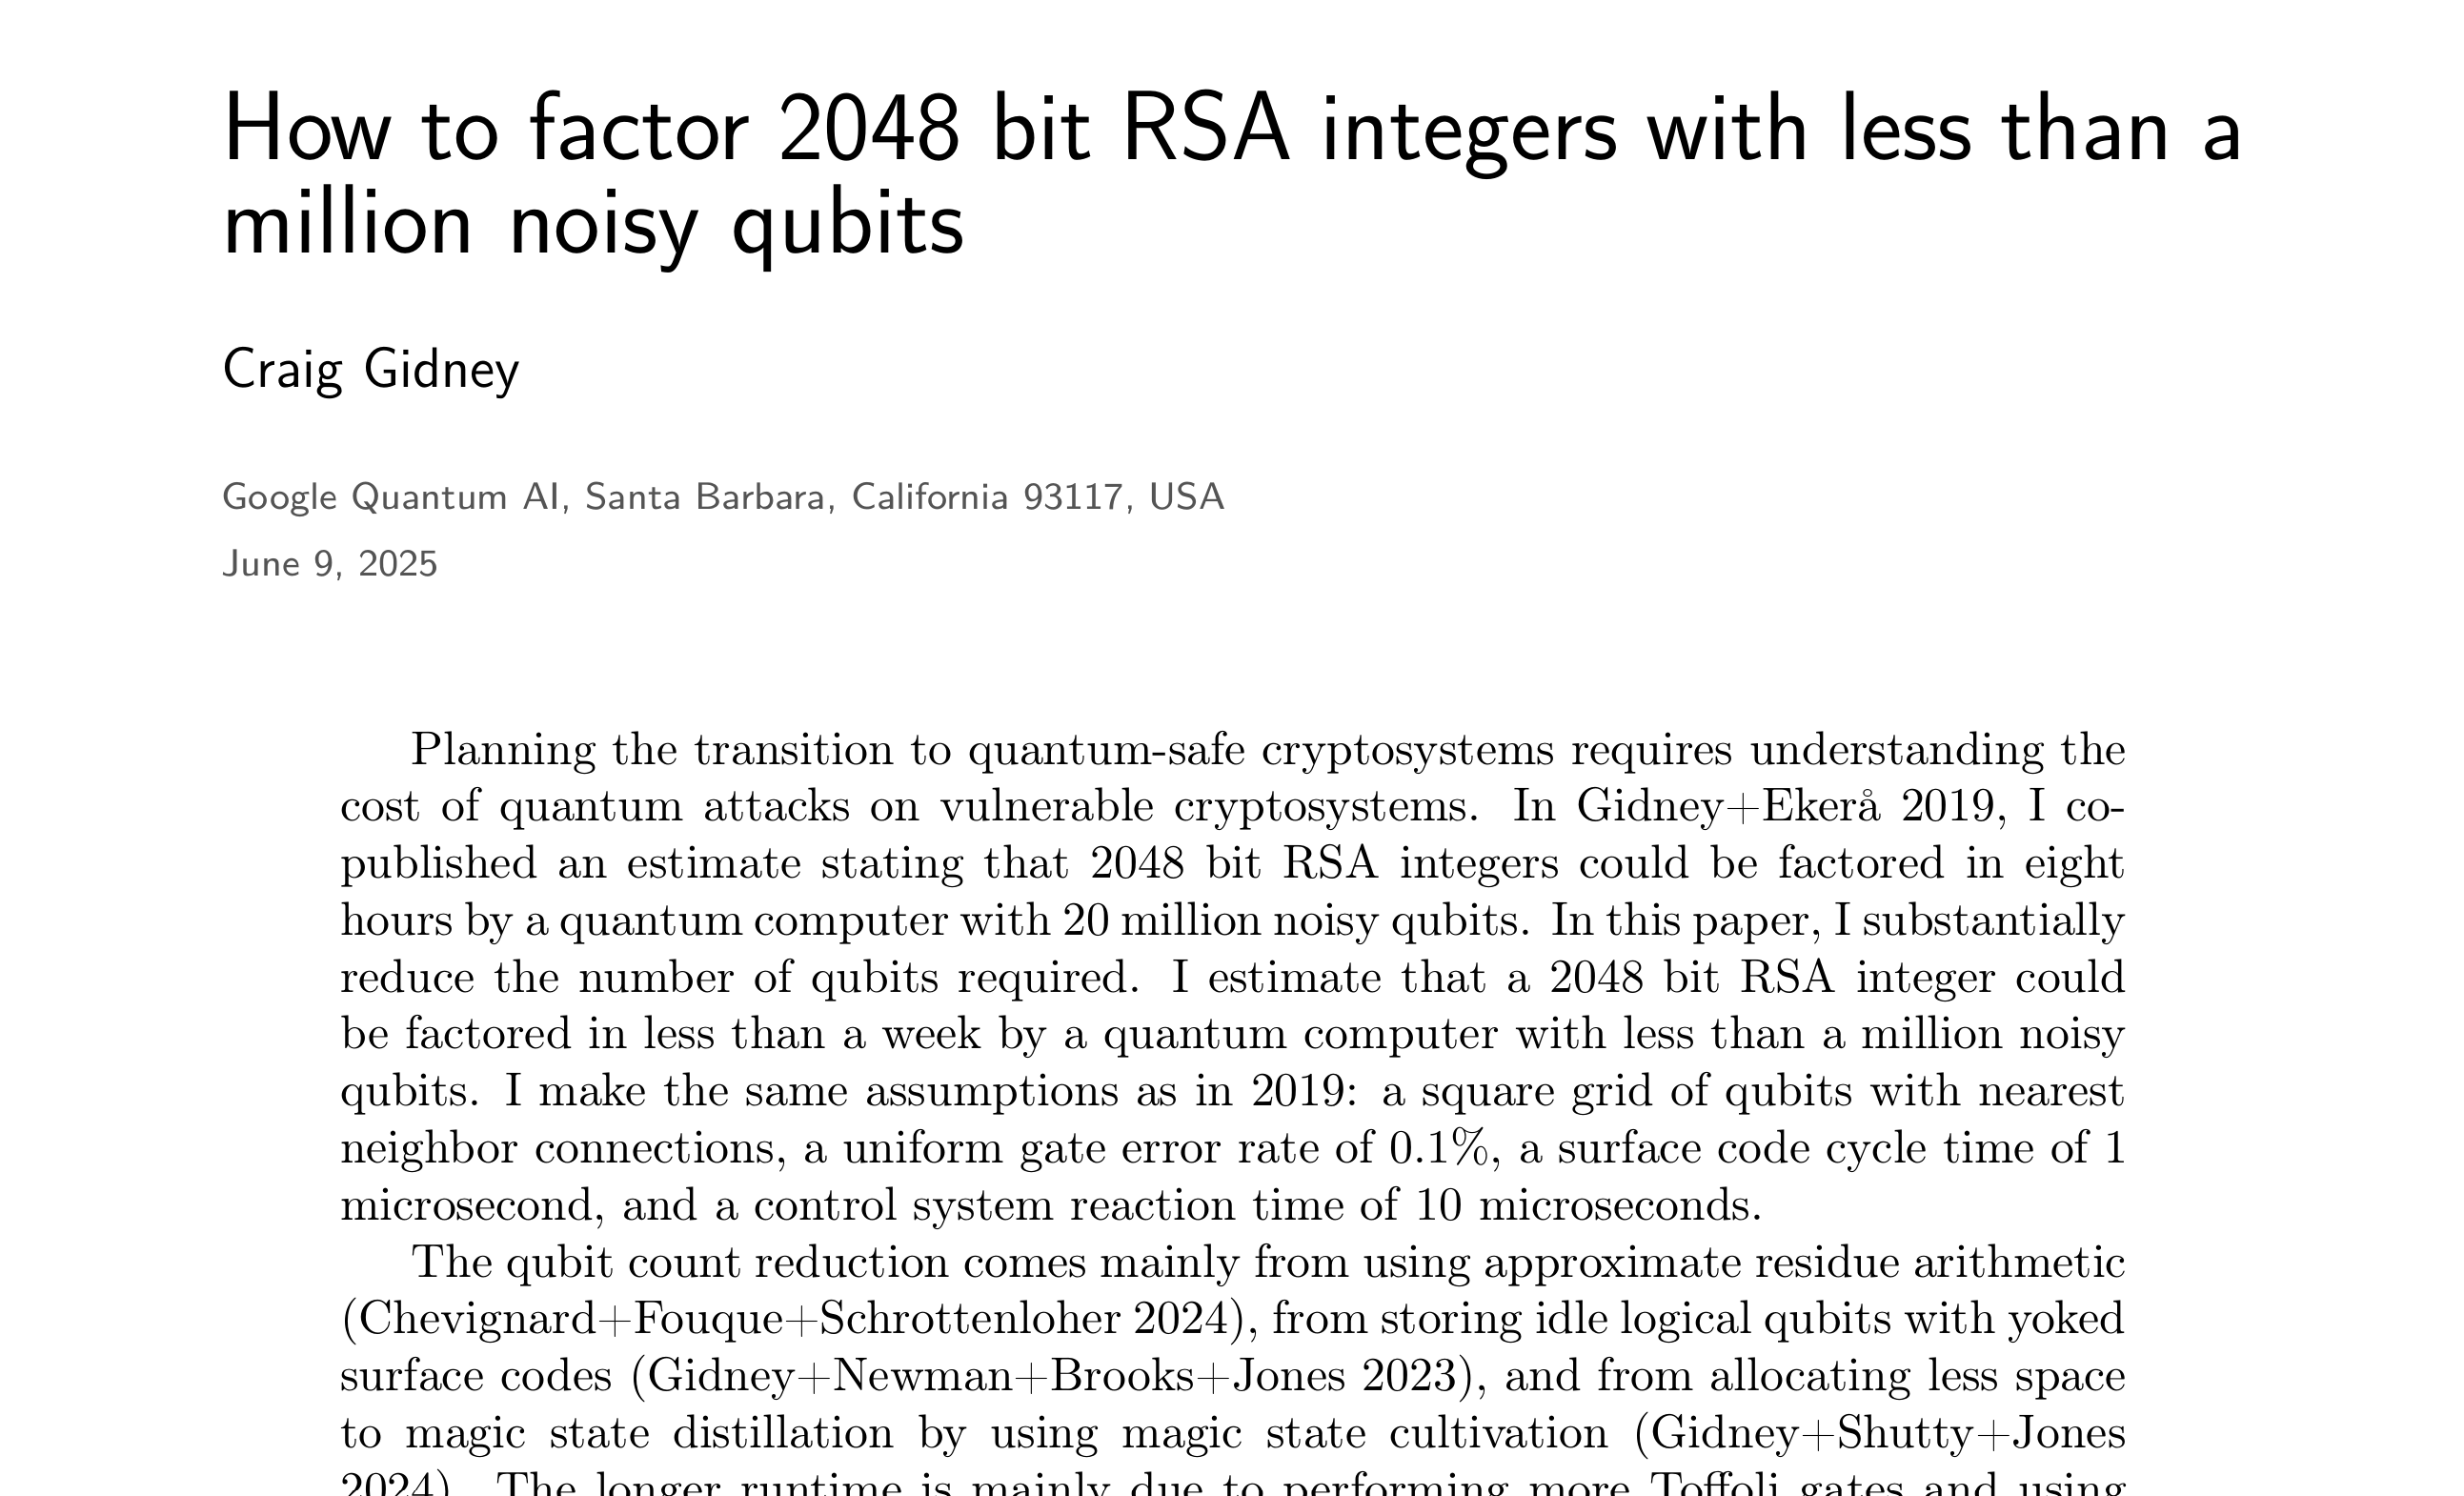 How to factor 2048 bit RSA integers with less than a
million noisy qubits
Craig Gidney
Google Quantum AI, Santa Barbara, California 93117, USA
June 9, 2025
Planning the transition to quantum-safe cryptosystems requires understanding the
cost of quantum attacks on vulnerable cryptosystems. In Gidney+Ekerå 2019, I co-
published an estimate stating that 2048 bit RSA integers could be factored in eight
hours by a quantum computer with 20 million noisy qubits. In this paper, I substantially
reduce the number of qubits required. I estimate that a 2048 bit RSA integer could
be factored in less than a week by a quantum computer with less than a million noisy
qubits. I make the same assumptions as in 2019: a square grid of qubits with nearest
neighbor connections, a uniform gate error rate of 0.1%, a surface code cycle time of 1
microsecond, and a control system reaction time of 10 microseconds.
The qubit count reduction comes mainly from using approximate residue arithmetic
(Chevignard+Fouque+Schrottenloher 2024), from storing idle logical qubits with yoked
surface codes (Gidney+Newman+Brooks+Jones 2023), and from allocating less space
to magic state distillation by using magic state cultivation (Gidney+Shutty+Jones
2024). The longer runtime is mainly due to performing more Toffoli gates and using